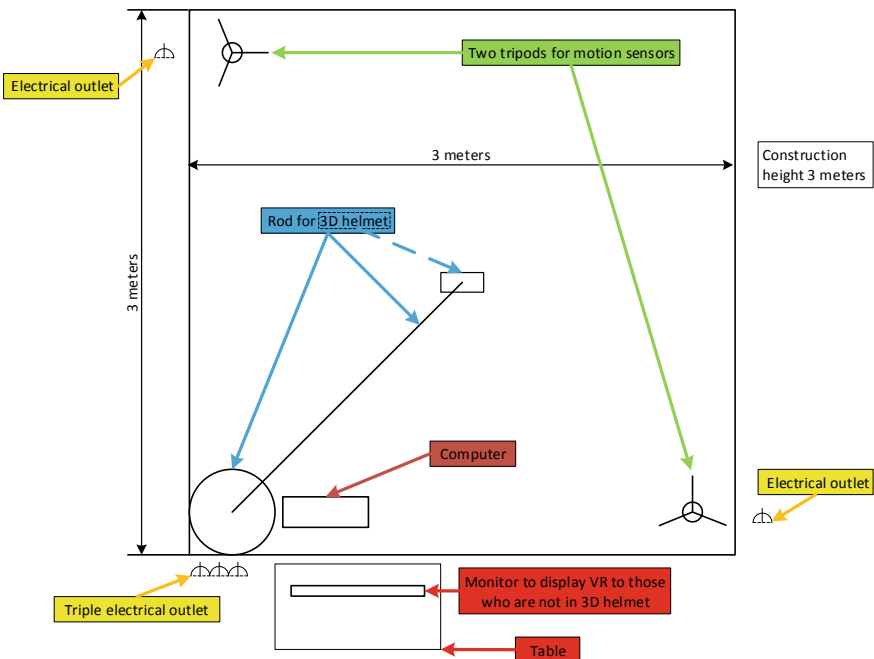 Two tripods for motion sensors
Electrical outlet
3 meters
Construction
height 3 meters
Rod for 3D helmet
3 meters
Computer
Electrical outlet
Triple electrical outlet
Monitor to display VR to those
who are not in 3D helmet
Table